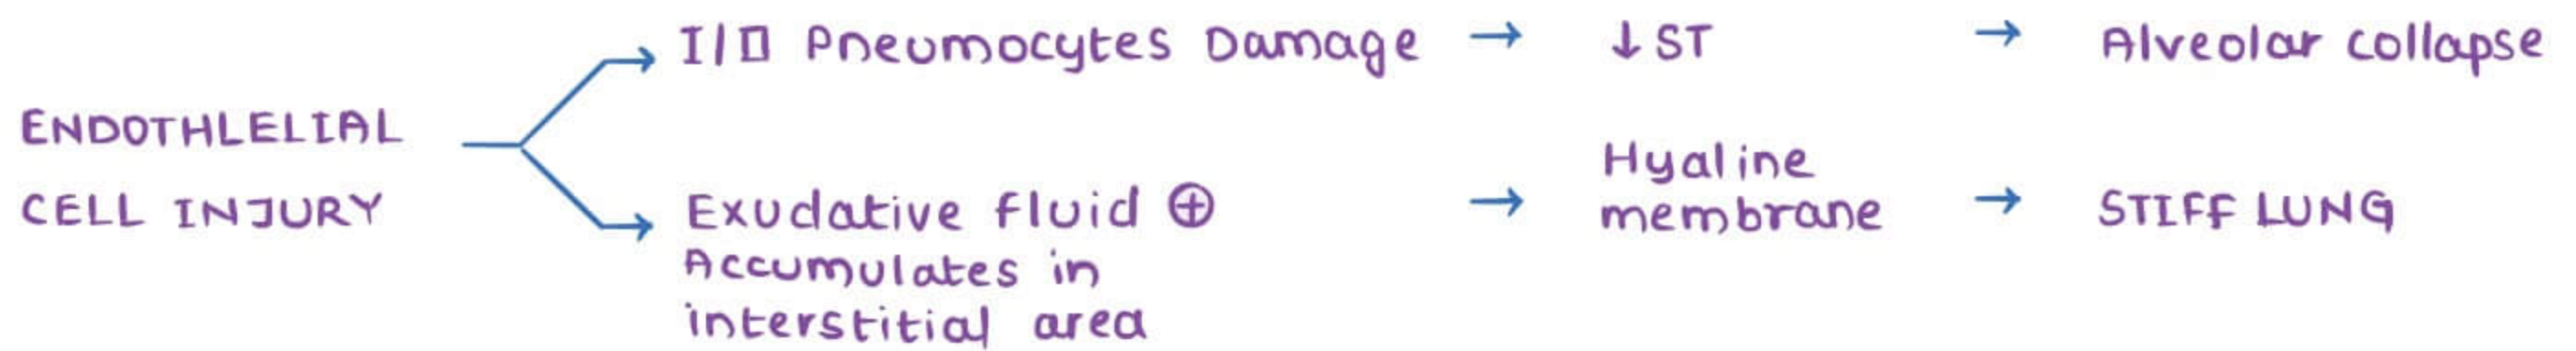 I/II Pneumocytes Damage → ↓ ST → Alveolar collapse
ENDOTHLELIAL
CELL INJURY
Exudative fluid ⊕ → Hyaline
membrane → STIFF LUNG
Accumulates in
interstitial area